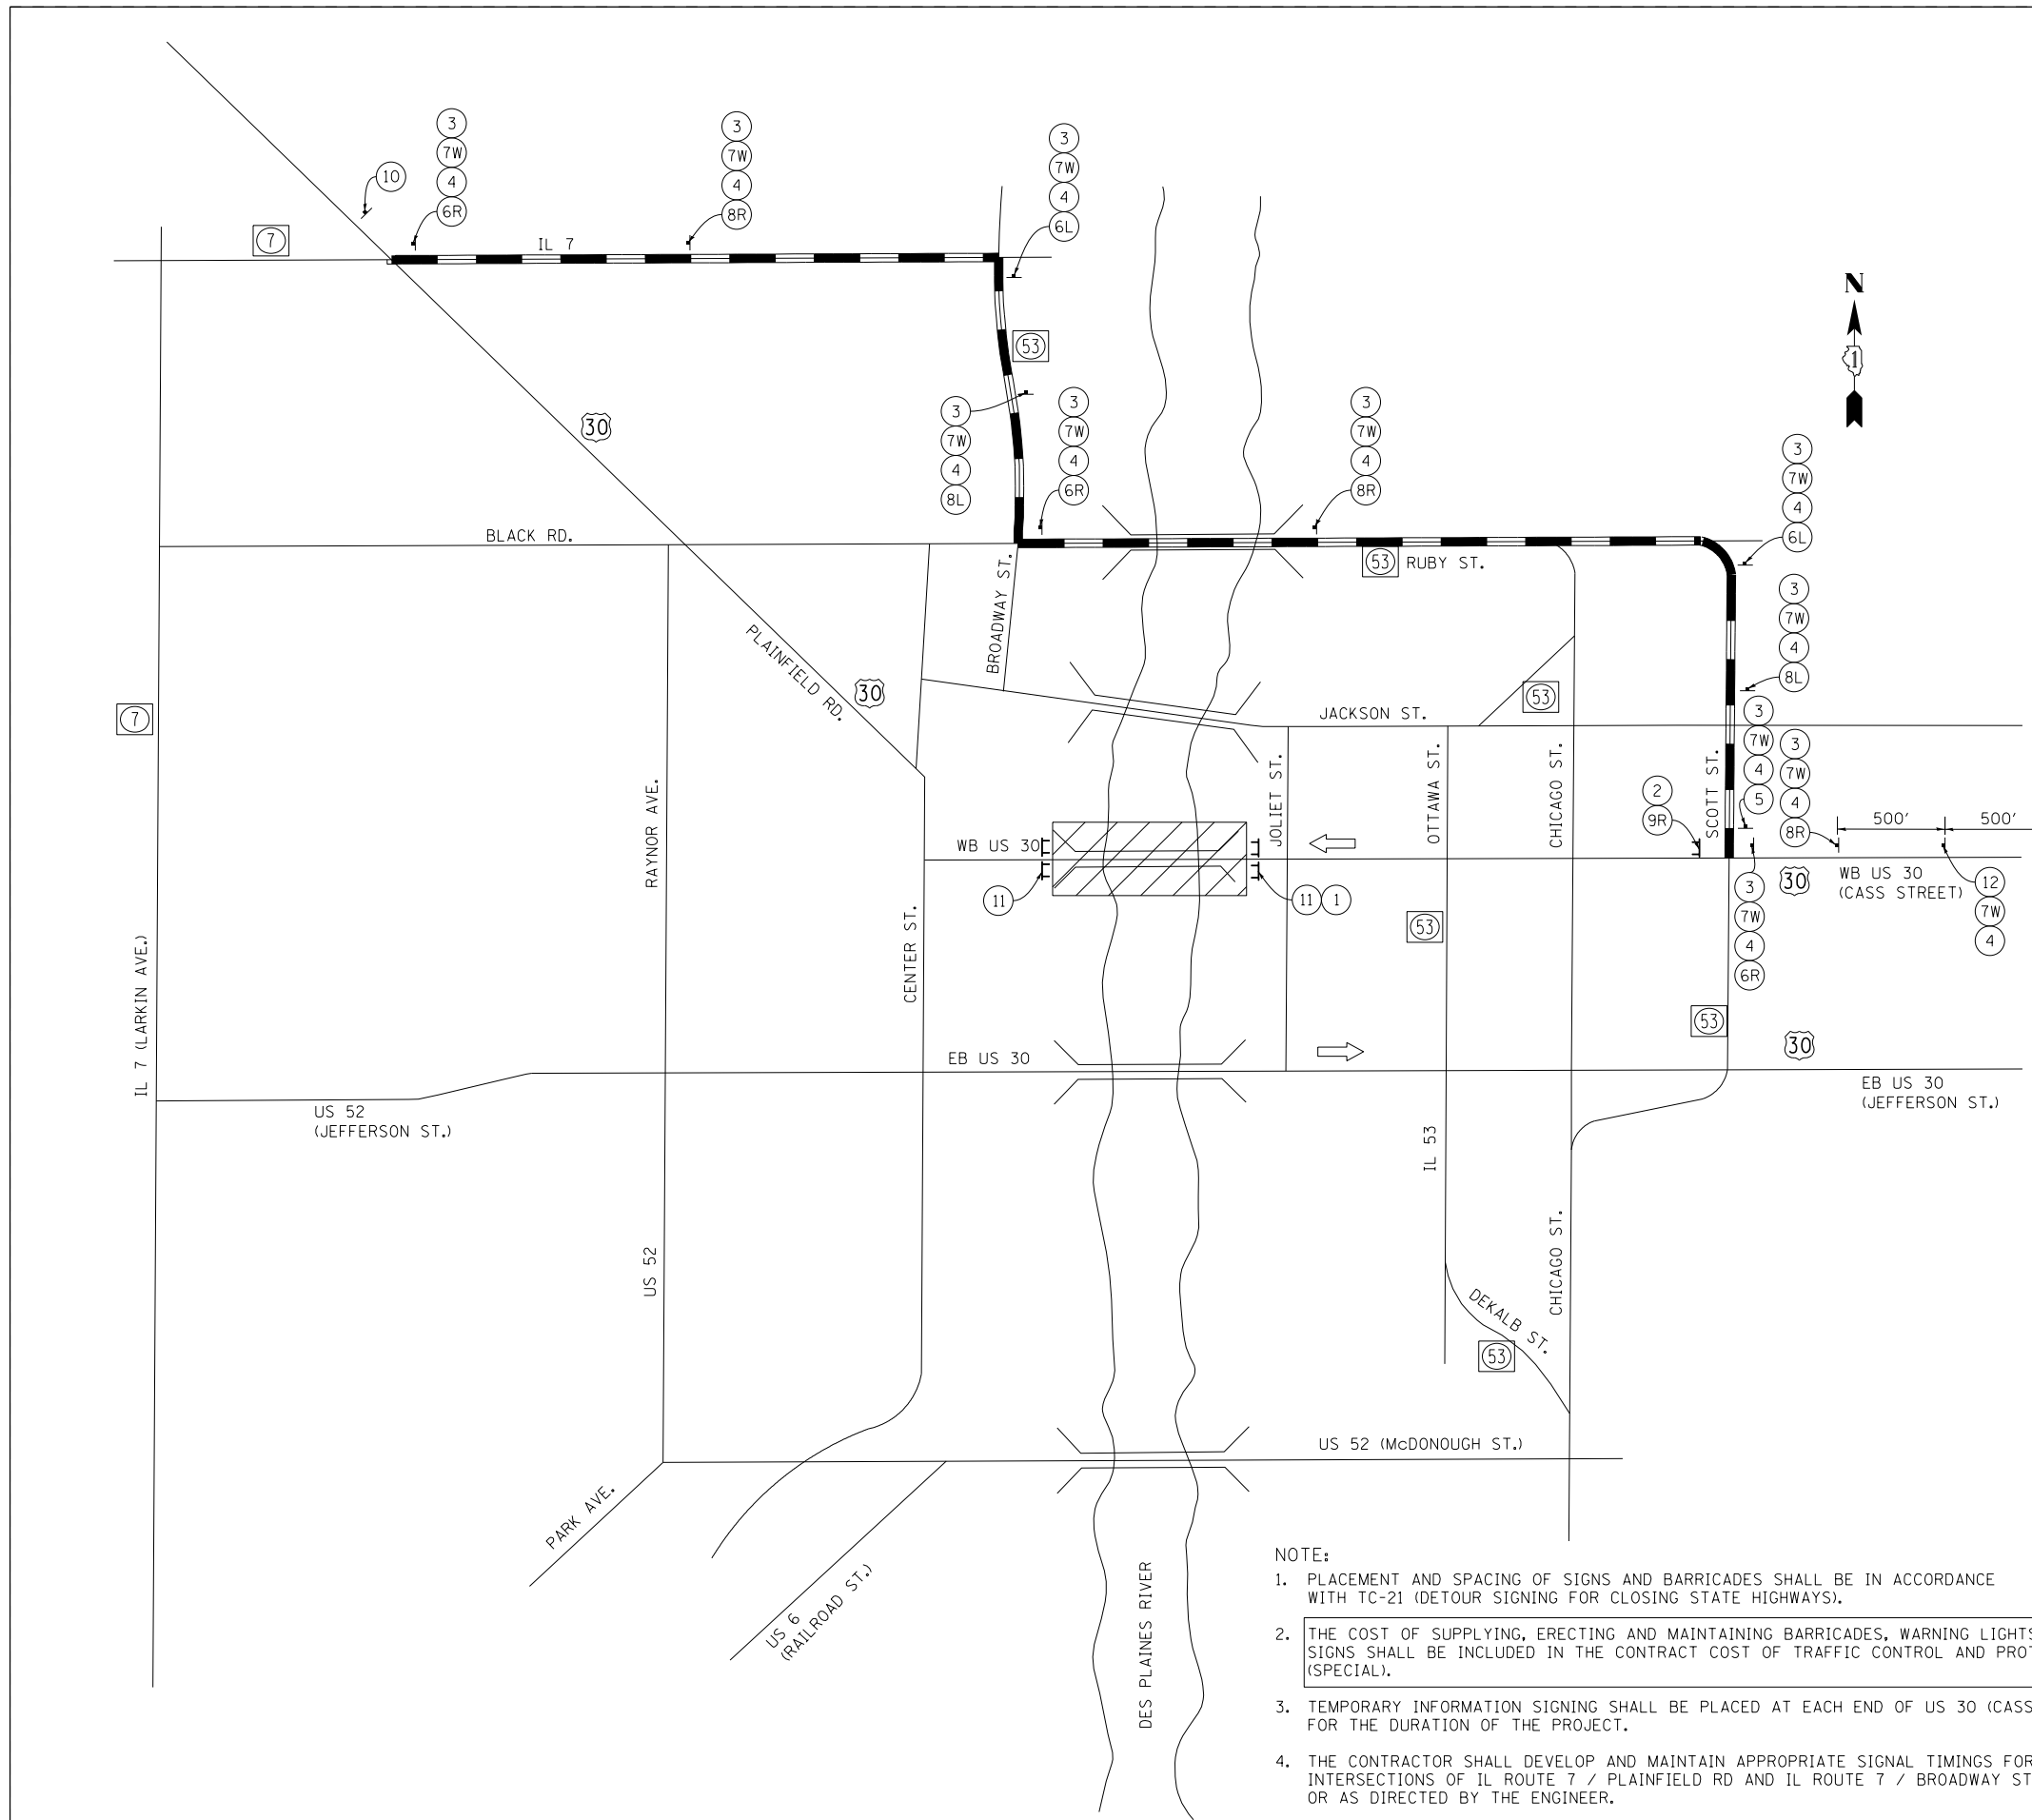 3
7W
4
6R
10
3
7W
4
8R
3
7W
4
6L
7
IL 7
N
1
53
30
3
7W
4
8L
3
7W
4
6R
3
7W
4
8R
3
7W
4
6L
BLACK RD.
BROADWAY ST.
53
RUBY ST.
3
7W
4
8L
PLAINFIELD RD.
30
7
53
JACKSON ST.
3
7W
4
5
3
7W
4
8R
RAYNOR AVE.
JOLIET ST.
OTTAWA ST.
CHICAGO ST.
SCOTT ST.
2
9R
500'
500'
WB US 30
30
WB US 30
(CASS STREET)
12
7W
4
11
11
1
3
7W
4
6R
53
CENTER ST.
IL 7 (LARKIN AVE.)
53
30
EB US 30
EB US 30
(JEFFERSON ST.)
US 52
(JEFFERSON ST.)
IL 53
US 52
CHICAGO ST.
DEKALB ST.
53
US 52 (McDONOUGH ST.)
PARK AVE.
US 6
(RAILROAD ST.)
DES PLAINES RIVER
NOTE:
1. PLACEMENT AND SPACING OF SIGNS AND BARRICADES SHALL BE IN ACCORDANCE
WITH TC-21 (DETOUR SIGNING FOR CLOSING STATE HIGHWAYS).
2. THE COST OF SUPPLYING, ERECTING AND MAINTAINING BARRICADES, WARNING LIGHTS
SIGNS SHALL BE INCLUDED IN THE CONTRACT COST OF TRAFFIC CONTROL AND PROT
(SPECIAL).
3. TEMPORARY INFORMATION SIGNING SHALL BE PLACED AT EACH END OF US 30 (CASS
FOR THE DURATION OF THE PROJECT.
4. THE CONTRACTOR SHALL DEVELOP AND MAINTAIN APPROPRIATE SIGNAL TIMINGS FOR
INTERSECTIONS OF IL ROUTE 7 / PLAINFIELD RD AND IL ROUTE 7 / BROADWAY ST
OR AS DIRECTED BY THE ENGINEER.